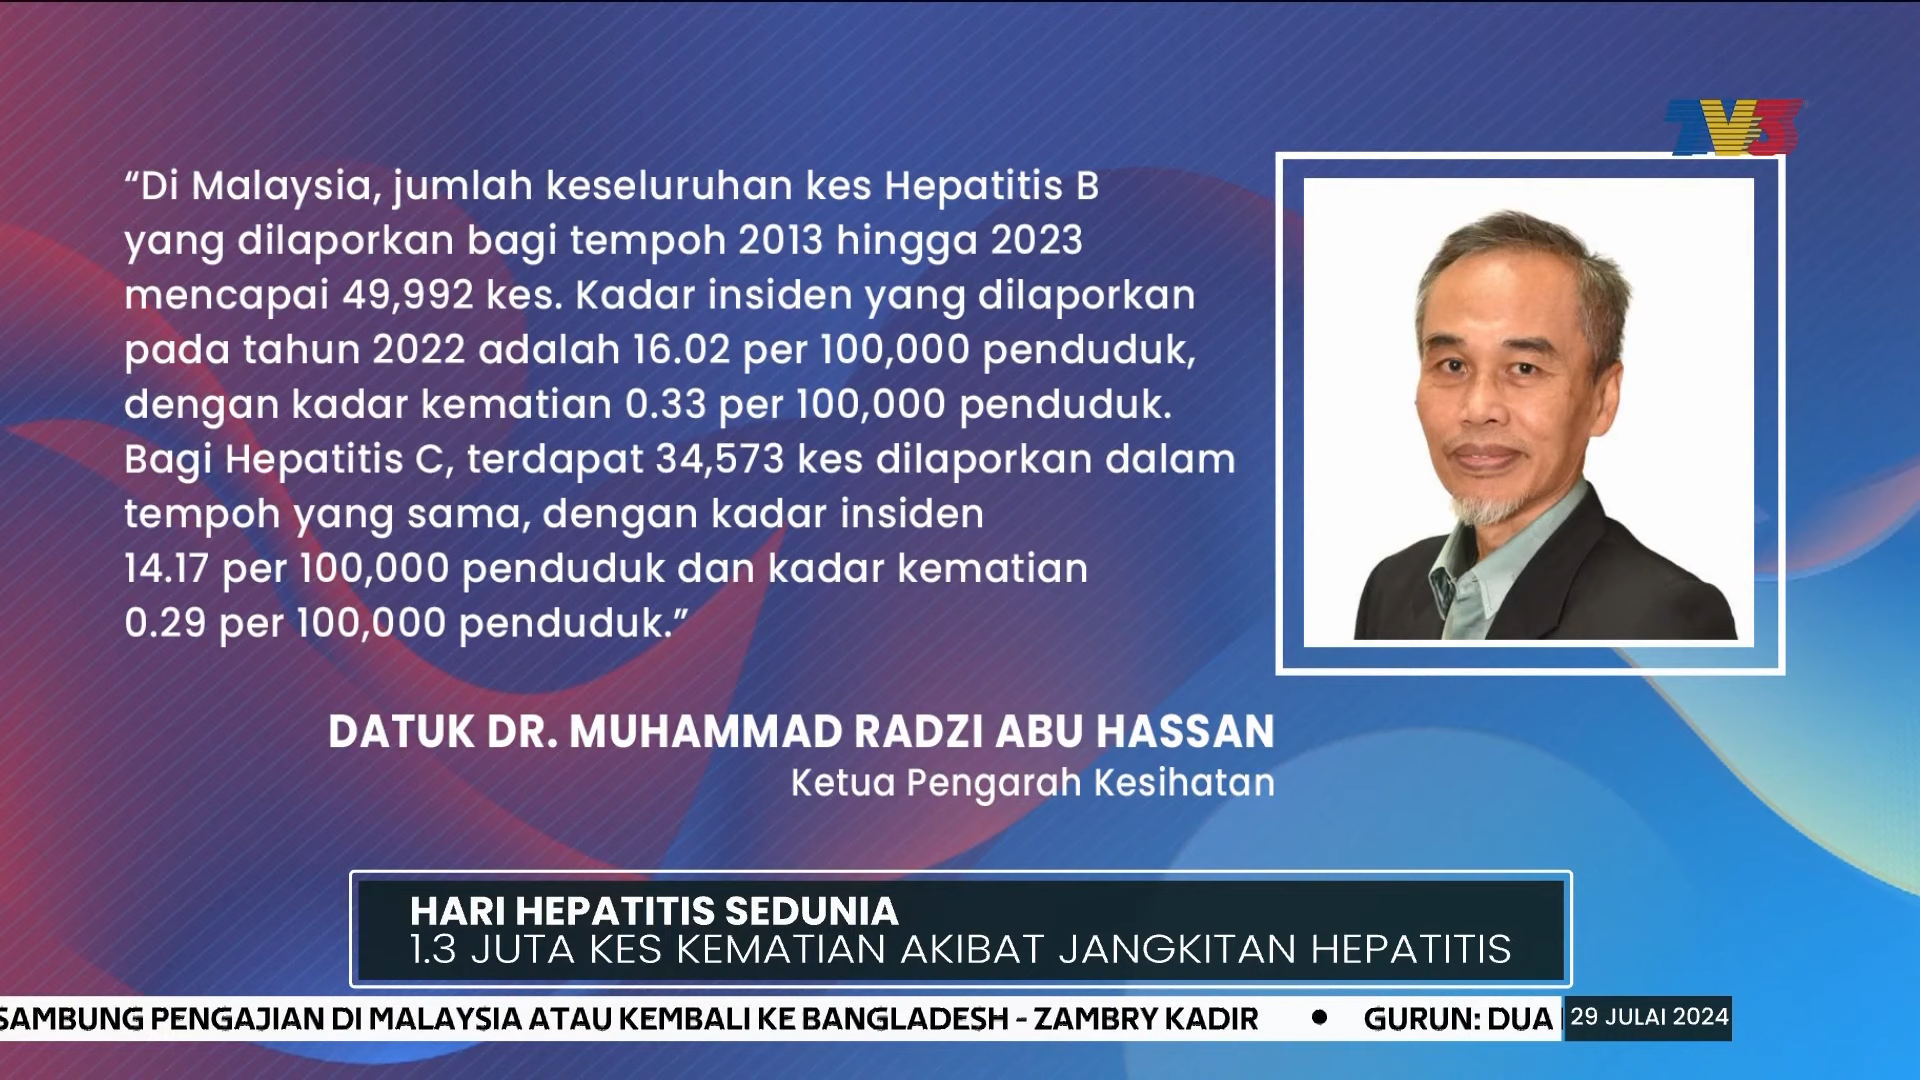 TV3
“Di Malaysia, jumlah keseluruhan kes Hepatitis B
yang dilaporkan bagi tempoh 2013 hingga 2023
mencapai 49,992 kes. Kadar insiden yang dilaporkan
pada tahun 2022 adalah 16.02 per 100,000 penduduk,
dengan kadar kematian 0.33 per 100,000 penduduk.
Bagi Hepatitis C, terdapat 34,573 kes dilaporkan dalam
tempoh yang sama, dengan kadar insiden
14.17 per 100,000 penduduk dan kadar kematian
0.29 per 100,000 penduduk.”
DATUK DR. MUHAMMAD RADZI ABU HASSAN
Ketua Pengarah Kesihatan
HARI HEPATITIS SEDUNIA
1.3 JUTA KES KEMATIAN AKIBAT JANGKITAN HEPATITIS
SAMBUNG PENGAJIAN DI MALAYSIA ATAU KEMBALI KE BANGLADESH - ZAMBRY KADIR • GURUN: DUA
29 JULAI 2024